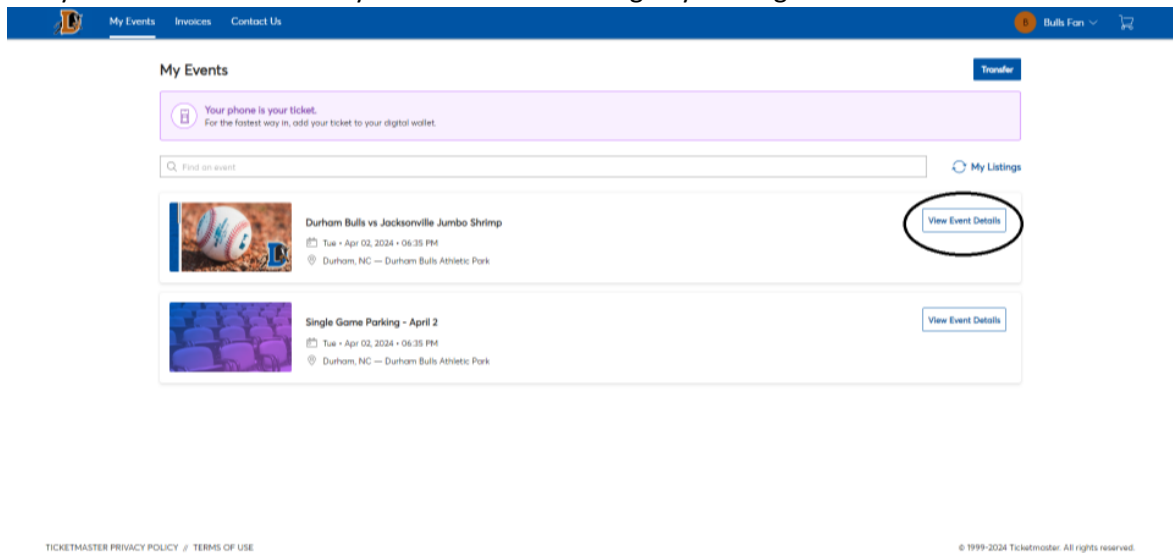 My Events Invoices Contact Us B Bulls Fan
My Events
Transfer
Your phone is your ticket.
For the fastest way in, add your ticket to your digital wallet.
Find an event
My Listings
Durham Bulls vs Jacksonville Jumbo Shrimp
View Event Details
Tue • Apr 02, 2024 • 06:35 PM
Durham, NC — Durham Bulls Athletic Park
Single Game Parking - April 2
View Event Details
Tue • Apr 02, 2024 • 06:35 PM
Durham, NC — Durham Bulls Athletic Park
TICKETMASTER PRIVACY POLICY // TERMS OF USE
© 1999-2024 Ticketmaster. All rights reserved.